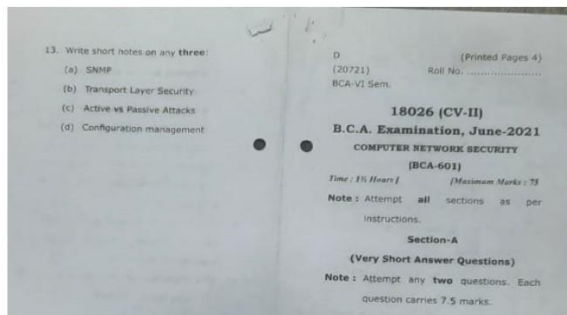 13. Write short notes on any three:
(a) SNMP
(b) Transport Layer Security
(c) Active vs Passive Attacks
(d) Configuration management
D (Printed Pages 4)
(20721) Roll No. ......................
BCA-VI Sem.
18026 (CV-II)
B.C.A. Examination, June-2021
COMPUTER NETWORK SECURITY
(BCA-601)
Time : 1½ Hours ] [Maximum Marks : 75
Note : Attempt all sections as per
instructions.
Section-A
(Very Short Answer Questions)
Note : Attempt any two questions. Each
question carries 7.5 marks.